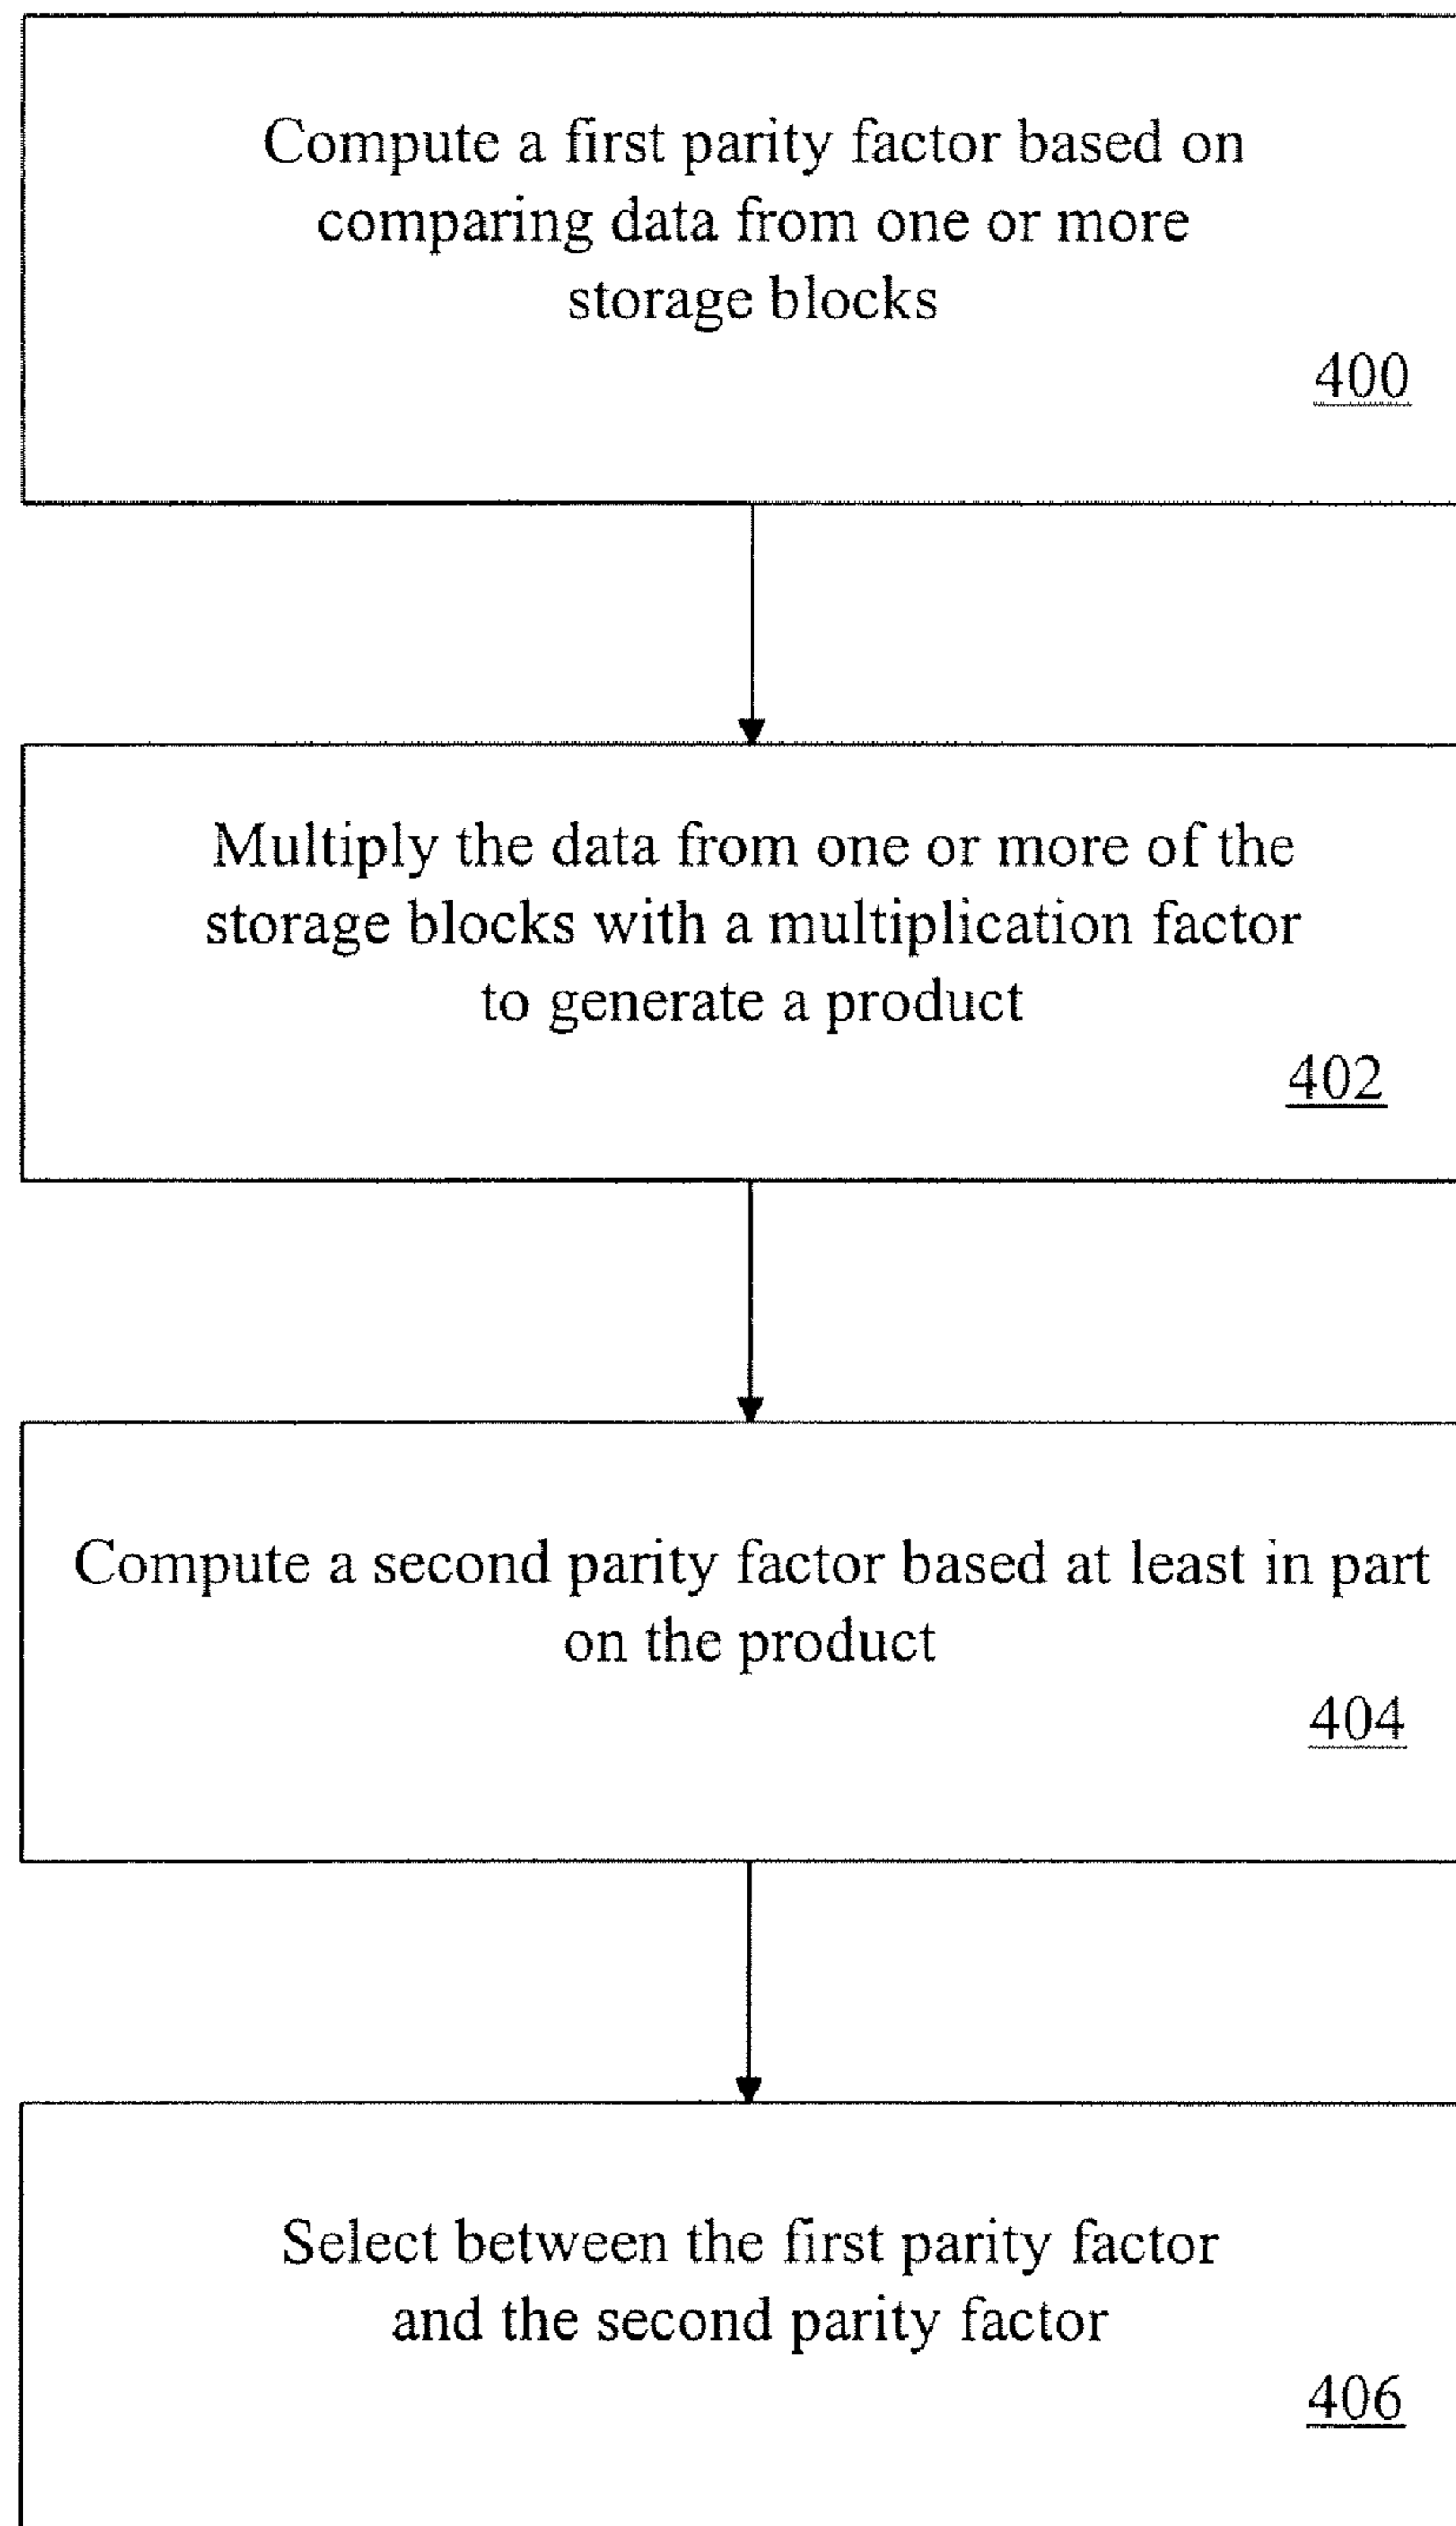 Compute a first parity factor based on
comparing data from one or more
storage blocks
400
Multiply the data from one or more of the
storage blocks with a multiplication factor
to generate a product
402
Compute a second parity factor based at least in part
on the product
404
Select between the first parity factor
and the second parity factor
406